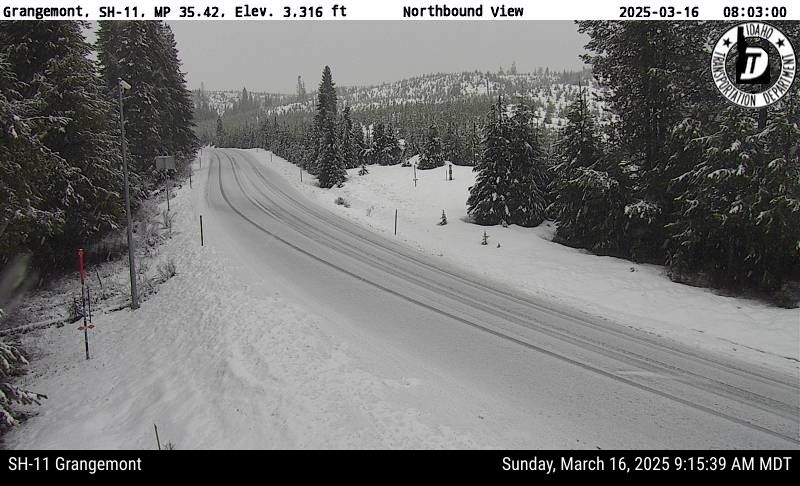 Grangemont, SH-11, MP 35.42, Elev. 3,316 ft Northbound View 2025-03-16 08:03:00
IDAHO
TRANSPORTATION DEPARTMENT
SH-11 Grangemont Sunday, March 16, 2025 9:15:39 AM MDT